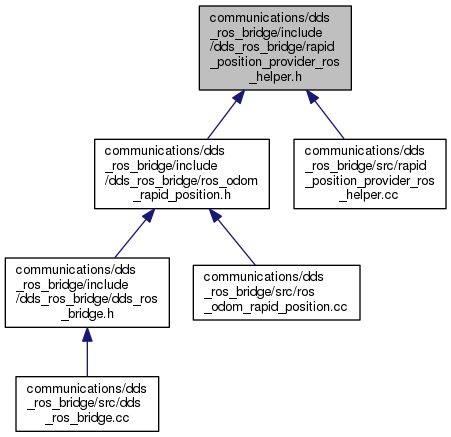 communications/dds
_ros_bridge/include
/dds_ros_bridge/rapid
_position_provider_ros
_helper.h
communications/dds
_ros_bridge/include
/dds_ros_bridge/ros_odom
_rapid_position.h
communications/dds
_ros_bridge/src/rapid
_position_provider_ros
_helper.cc
communications/dds
_ros_bridge/include
/dds_ros_bridge/dds_ros
_bridge.h
communications/dds
_ros_bridge/src/ros
_odom_rapid_position.cc
communications/dds
_ros_bridge/src/dds
_ros_bridge.cc